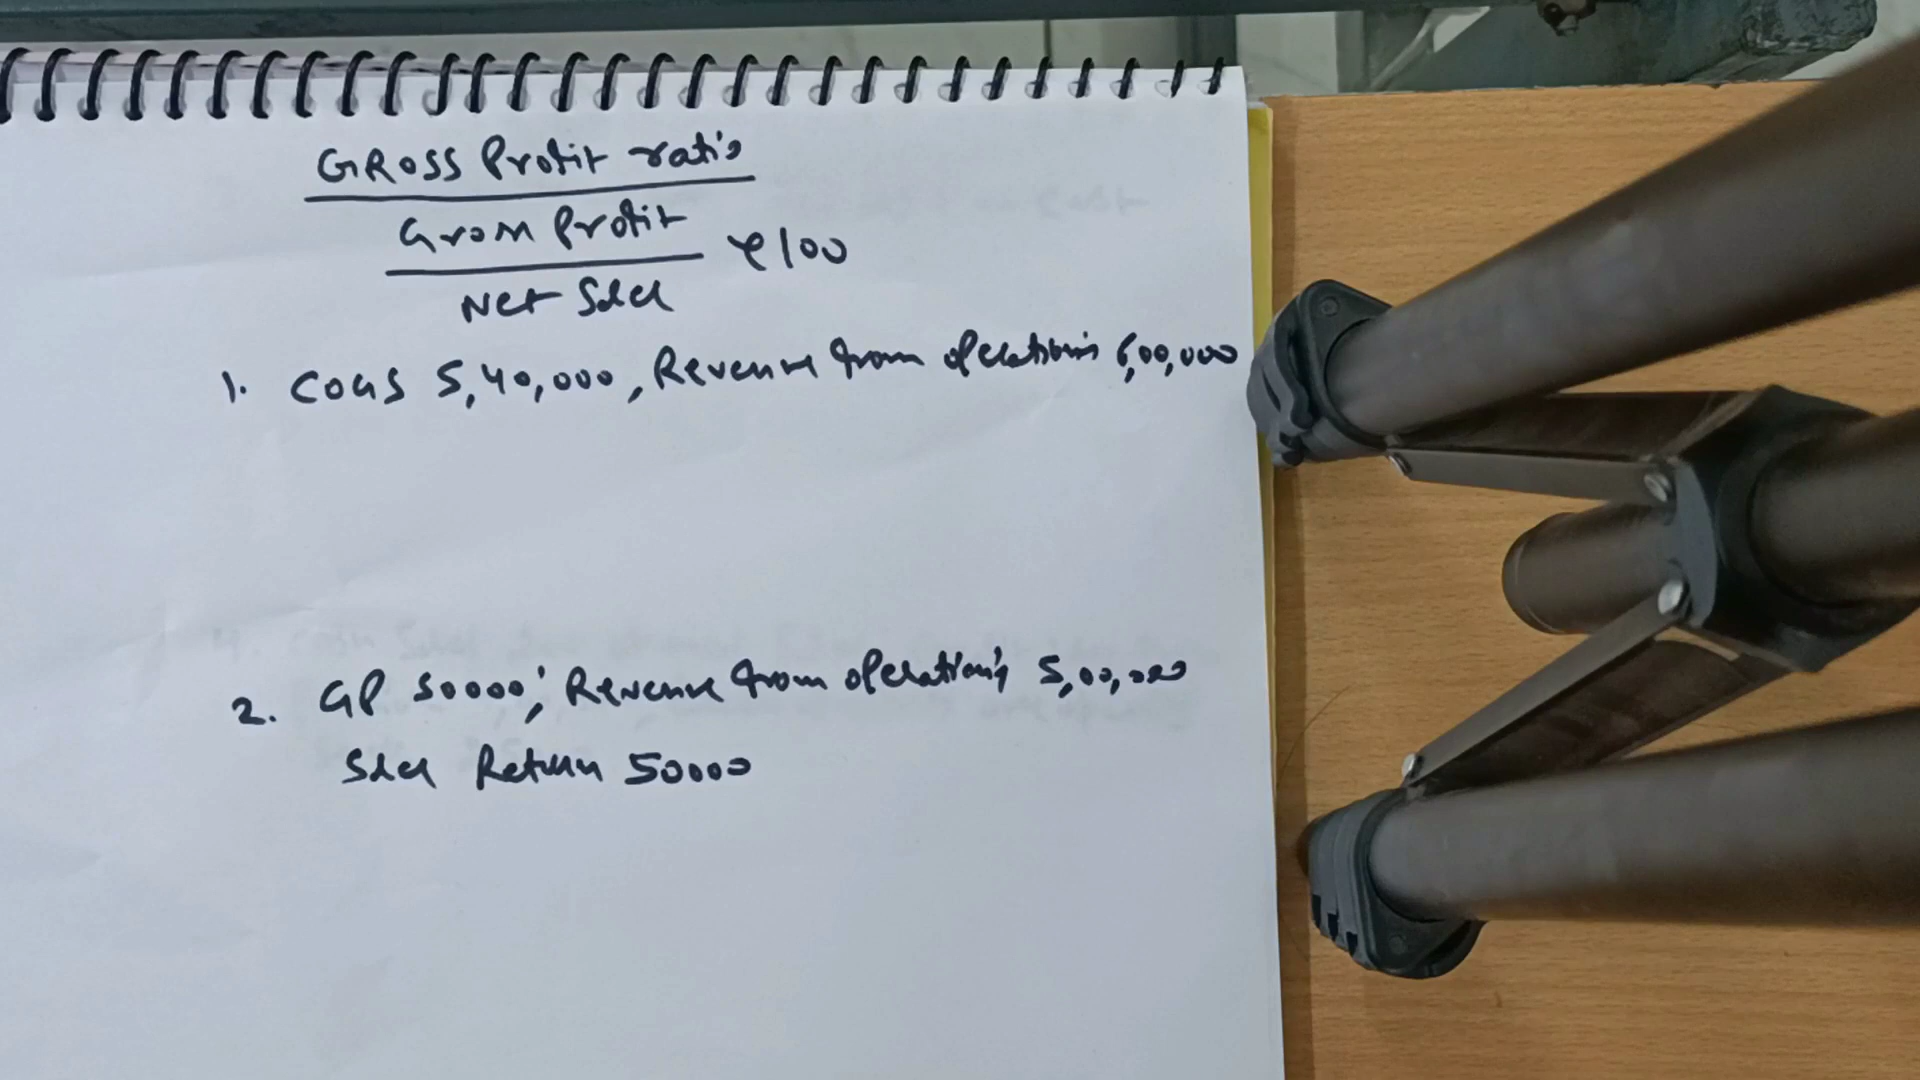 GROSS Profit ratio
Gross Profit
x 100
Net Sales
1. COGS 5,40,000, Revenue from operations 6,00,000
2. GP 50000; Revenue from operations 5,00,000
Sales Return 50000